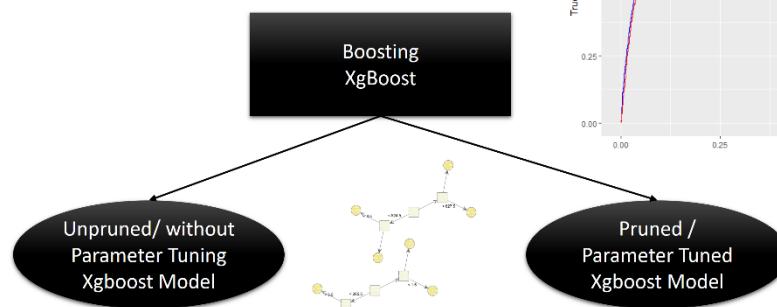 Boosting
XgBoost
True
0.25
0.00
0.00
0.25
Unpruned/ without
Parameter Tuning
Xgboost Model
Pruned /
Parameter Tuned
Xgboost Model